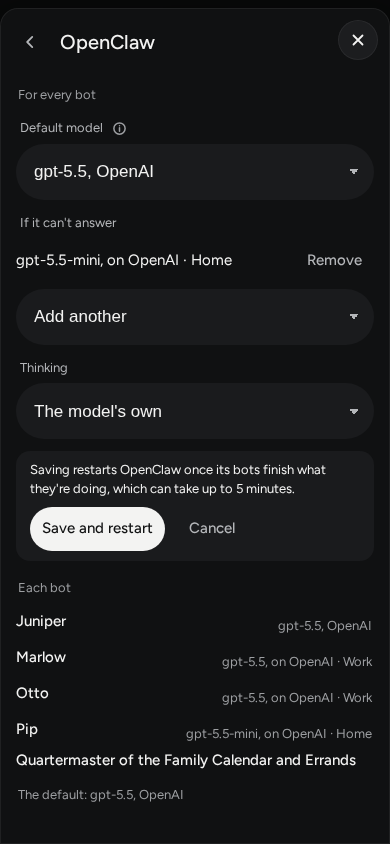 OpenClaw
For every bot
Default model
gpt-5.5, OpenAI
If it can't answer
gpt-5.5-mini, on OpenAI · Home
Remove
Add another
Thinking
The model's own
Saving restarts OpenClaw once its bots finish what
they're doing, which can take up to 5 minutes.
Save and restart
Cancel
Each bot
Juniper
gpt-5.5, OpenAI
Marlow
gpt-5.5, on OpenAI · Work
Otto
gpt-5.5, on OpenAI · Work
Pip
gpt-5.5-mini, on OpenAI · Home
Quartermaster of the Family Calendar and Errands
The default: gpt-5.5, OpenAI